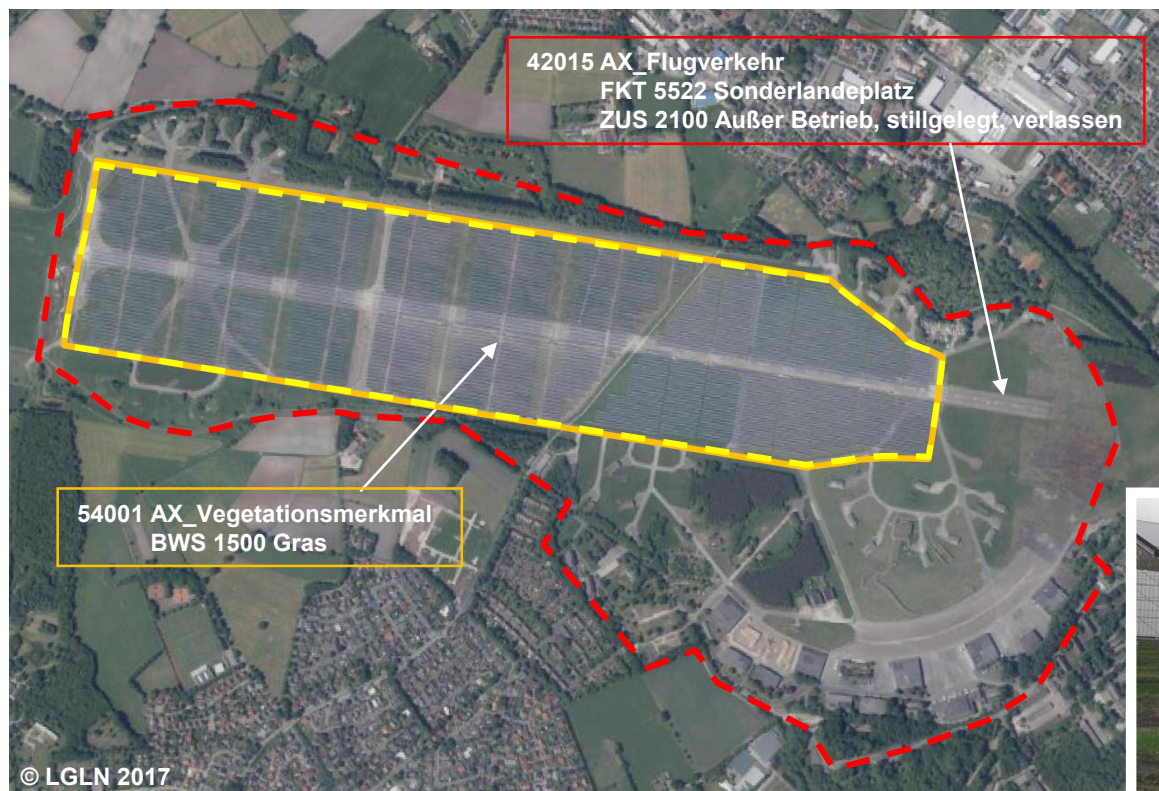 42015 AX_Flugverkehr
FKT 5522 Sonderlandeplatz
ZUS 2100 Außer Betrieb, stillgelegt, verlassen
54001 AX_Vegetationsmerkmal
BWS 1500 Gras
© LGLN 2017